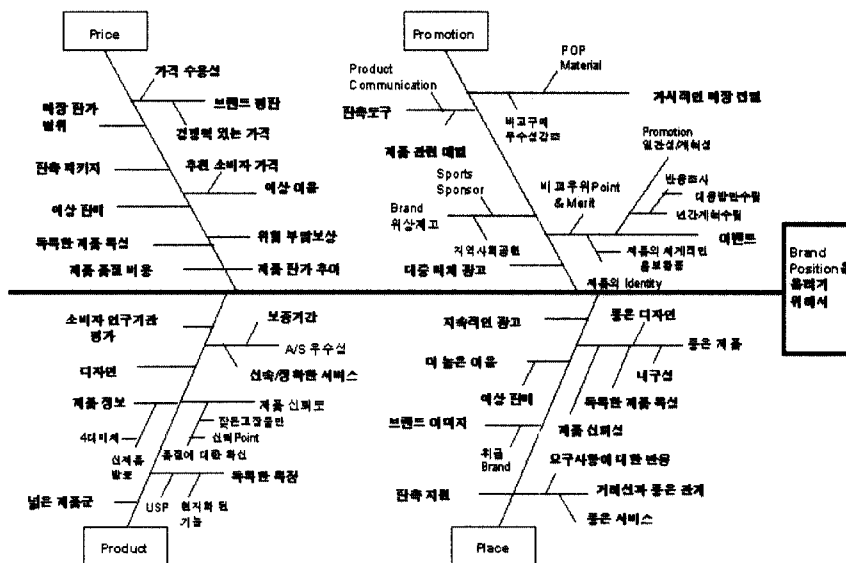 Price
가격 수용성
매장 판가
범위
브랜드 평판
경쟁력 있는 가격
판촉 패키지
추천 소비자 가격
예상 이윤
예상 판매
독특한 제품 특성
위험 부담보상
제품 품질 비용
제품 판가 추이
Promotion
POP
Material
Product
Communication
가시적인 매장 연출
판촉도구
비교구매
우수성강조
제품 관련 매편
Promotion
일관성/계획성
Sports
Sponsor
비교우위Point
& Merit
반응조사
대응방안수립
년간계획수립
Brand
위상제고
이벤트
지역사회공헌
제품의 세계적인
홍보활동
대중 매체 광고
제품의 Identity
Brand
Position을
올리기
위해서
소비자 연구기관
평가
보증기간
A/S 우수성
신속/정확한 서비스
디자인
제품 정보
제품 신뢰도
잦은고장불만
신뢰Point
4대미체
신제품
발표
품질에 대한 확신
독특한 특장
넓은 제품군
USP
현지화 된
기능
Product
지속적인 광고
좋은 디자인
좋은 제품
더 높은 이윤
내구성
예상 판매
독특한 제품 특성
브랜드 이미지
제품 신뢰성
취급
Brand
요구사항에 대한 반응
판촉 지원
거래선과 좋은 관계
좋은 서비스
Place